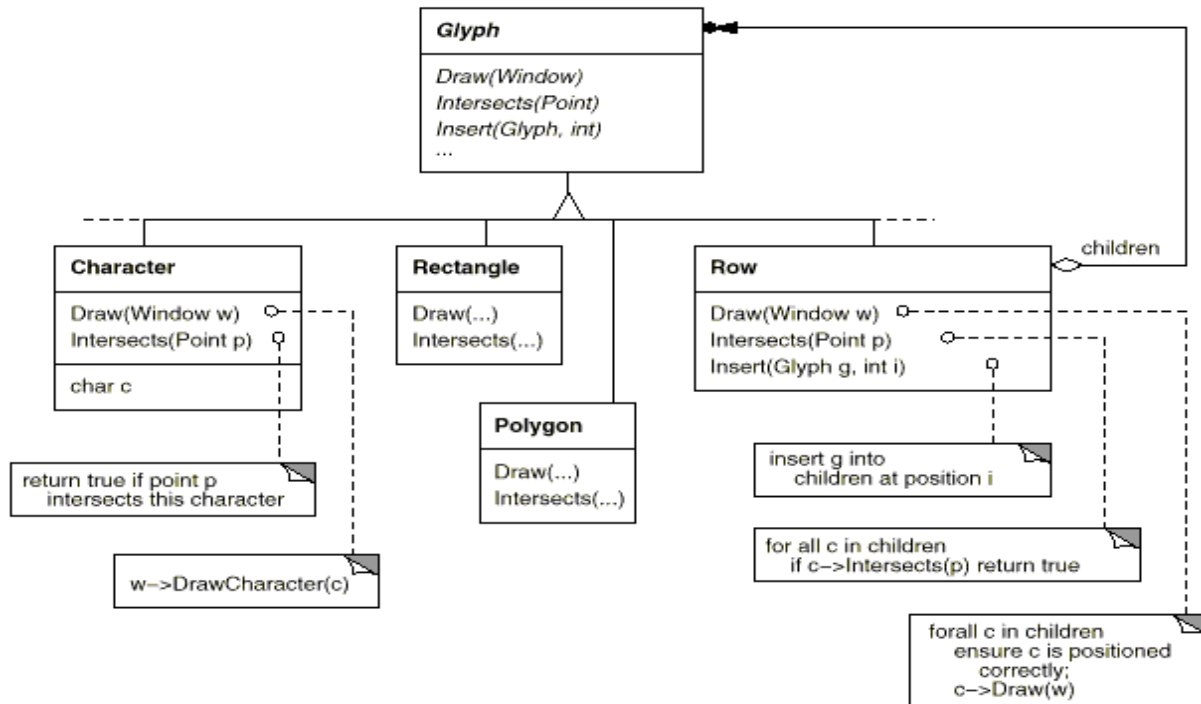 Glyph
Draw(Window)
Intersects(Point)
Insert(Glyph, int)
...
children
Character
Draw(Window w)
Intersects(Point p)
char c
Rectangle
Draw(...)
Intersects(...)
Row
Draw(Window w)
Intersects(Point p)
Insert(Glyph g, int i)
Polygon
Draw(...)
Intersects(...)
return true if point p
intersects this character
w->DrawCharacter(c)
insert g into
children at position i
for all c in children
if c->Intersects(p) return true
forall c in children
ensure c is positioned
correctly;
c->Draw(w)